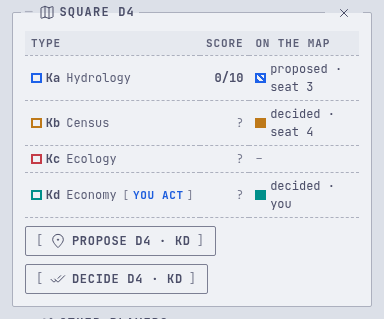 SQUARE D4
TYPE SCORE ON THE MAP
Ka Hydrology 0/10 proposed ·
seat 3
Kb Census ? decided ·
seat 4
Kc Ecology ? –
Kd Economy [YOU ACT] ? decided ·
you
[ PROPOSE D4 · KD ]
[ DECIDE D4 · KD ]